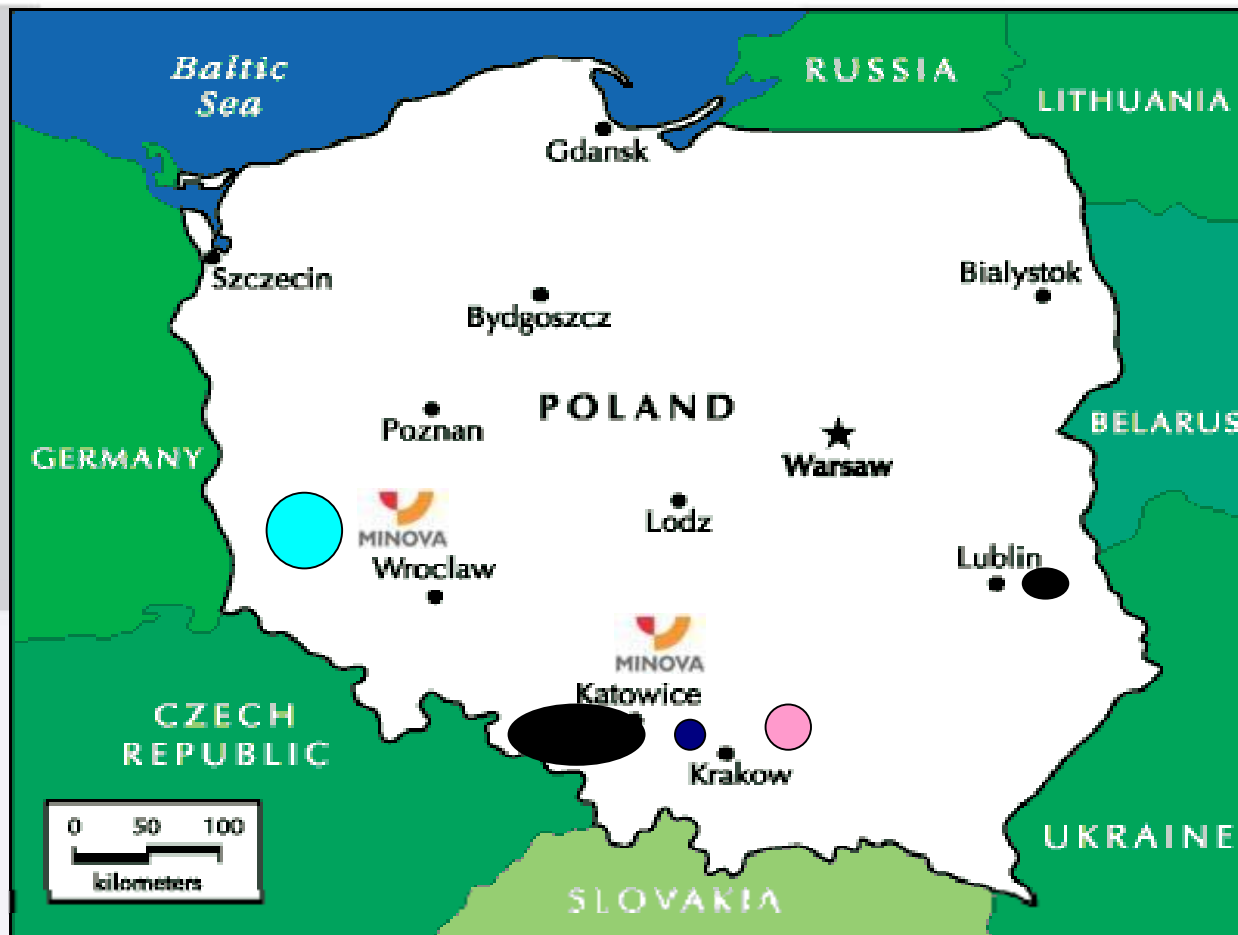 Baltic
Sea
RUSSIA
LITHUANIA
Gdansk
Szczecin
Bialystok
Bydgoszcz
POLAND
BELARUS
Poznan
GERMANY
Warsaw
Lodz
MINOVA
Wroclaw
Lublin
MINOVA
Katowice
CZECH
REPUBLIC
Krakow
0 50 100
kilometers
UKRAINE
SLOVAKIA